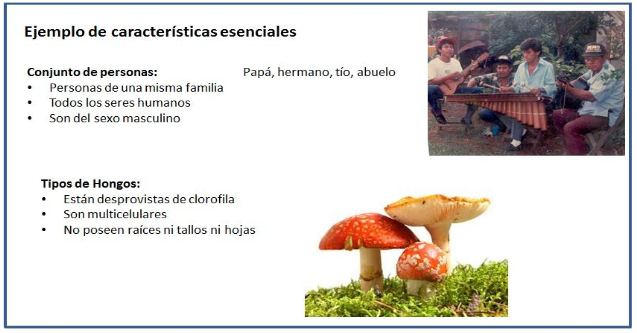 Ejemplo de características esenciales
Conjunto de personas: Papá, hermano, tío, abuelo
• Personas de una misma familia
• Todos los seres humanos
• Son del sexo masculino
Tipos de Hongos:
• Están desprovistas de clorofila
• Son multicelulares
• No poseen raíces ni tallos ni hojas